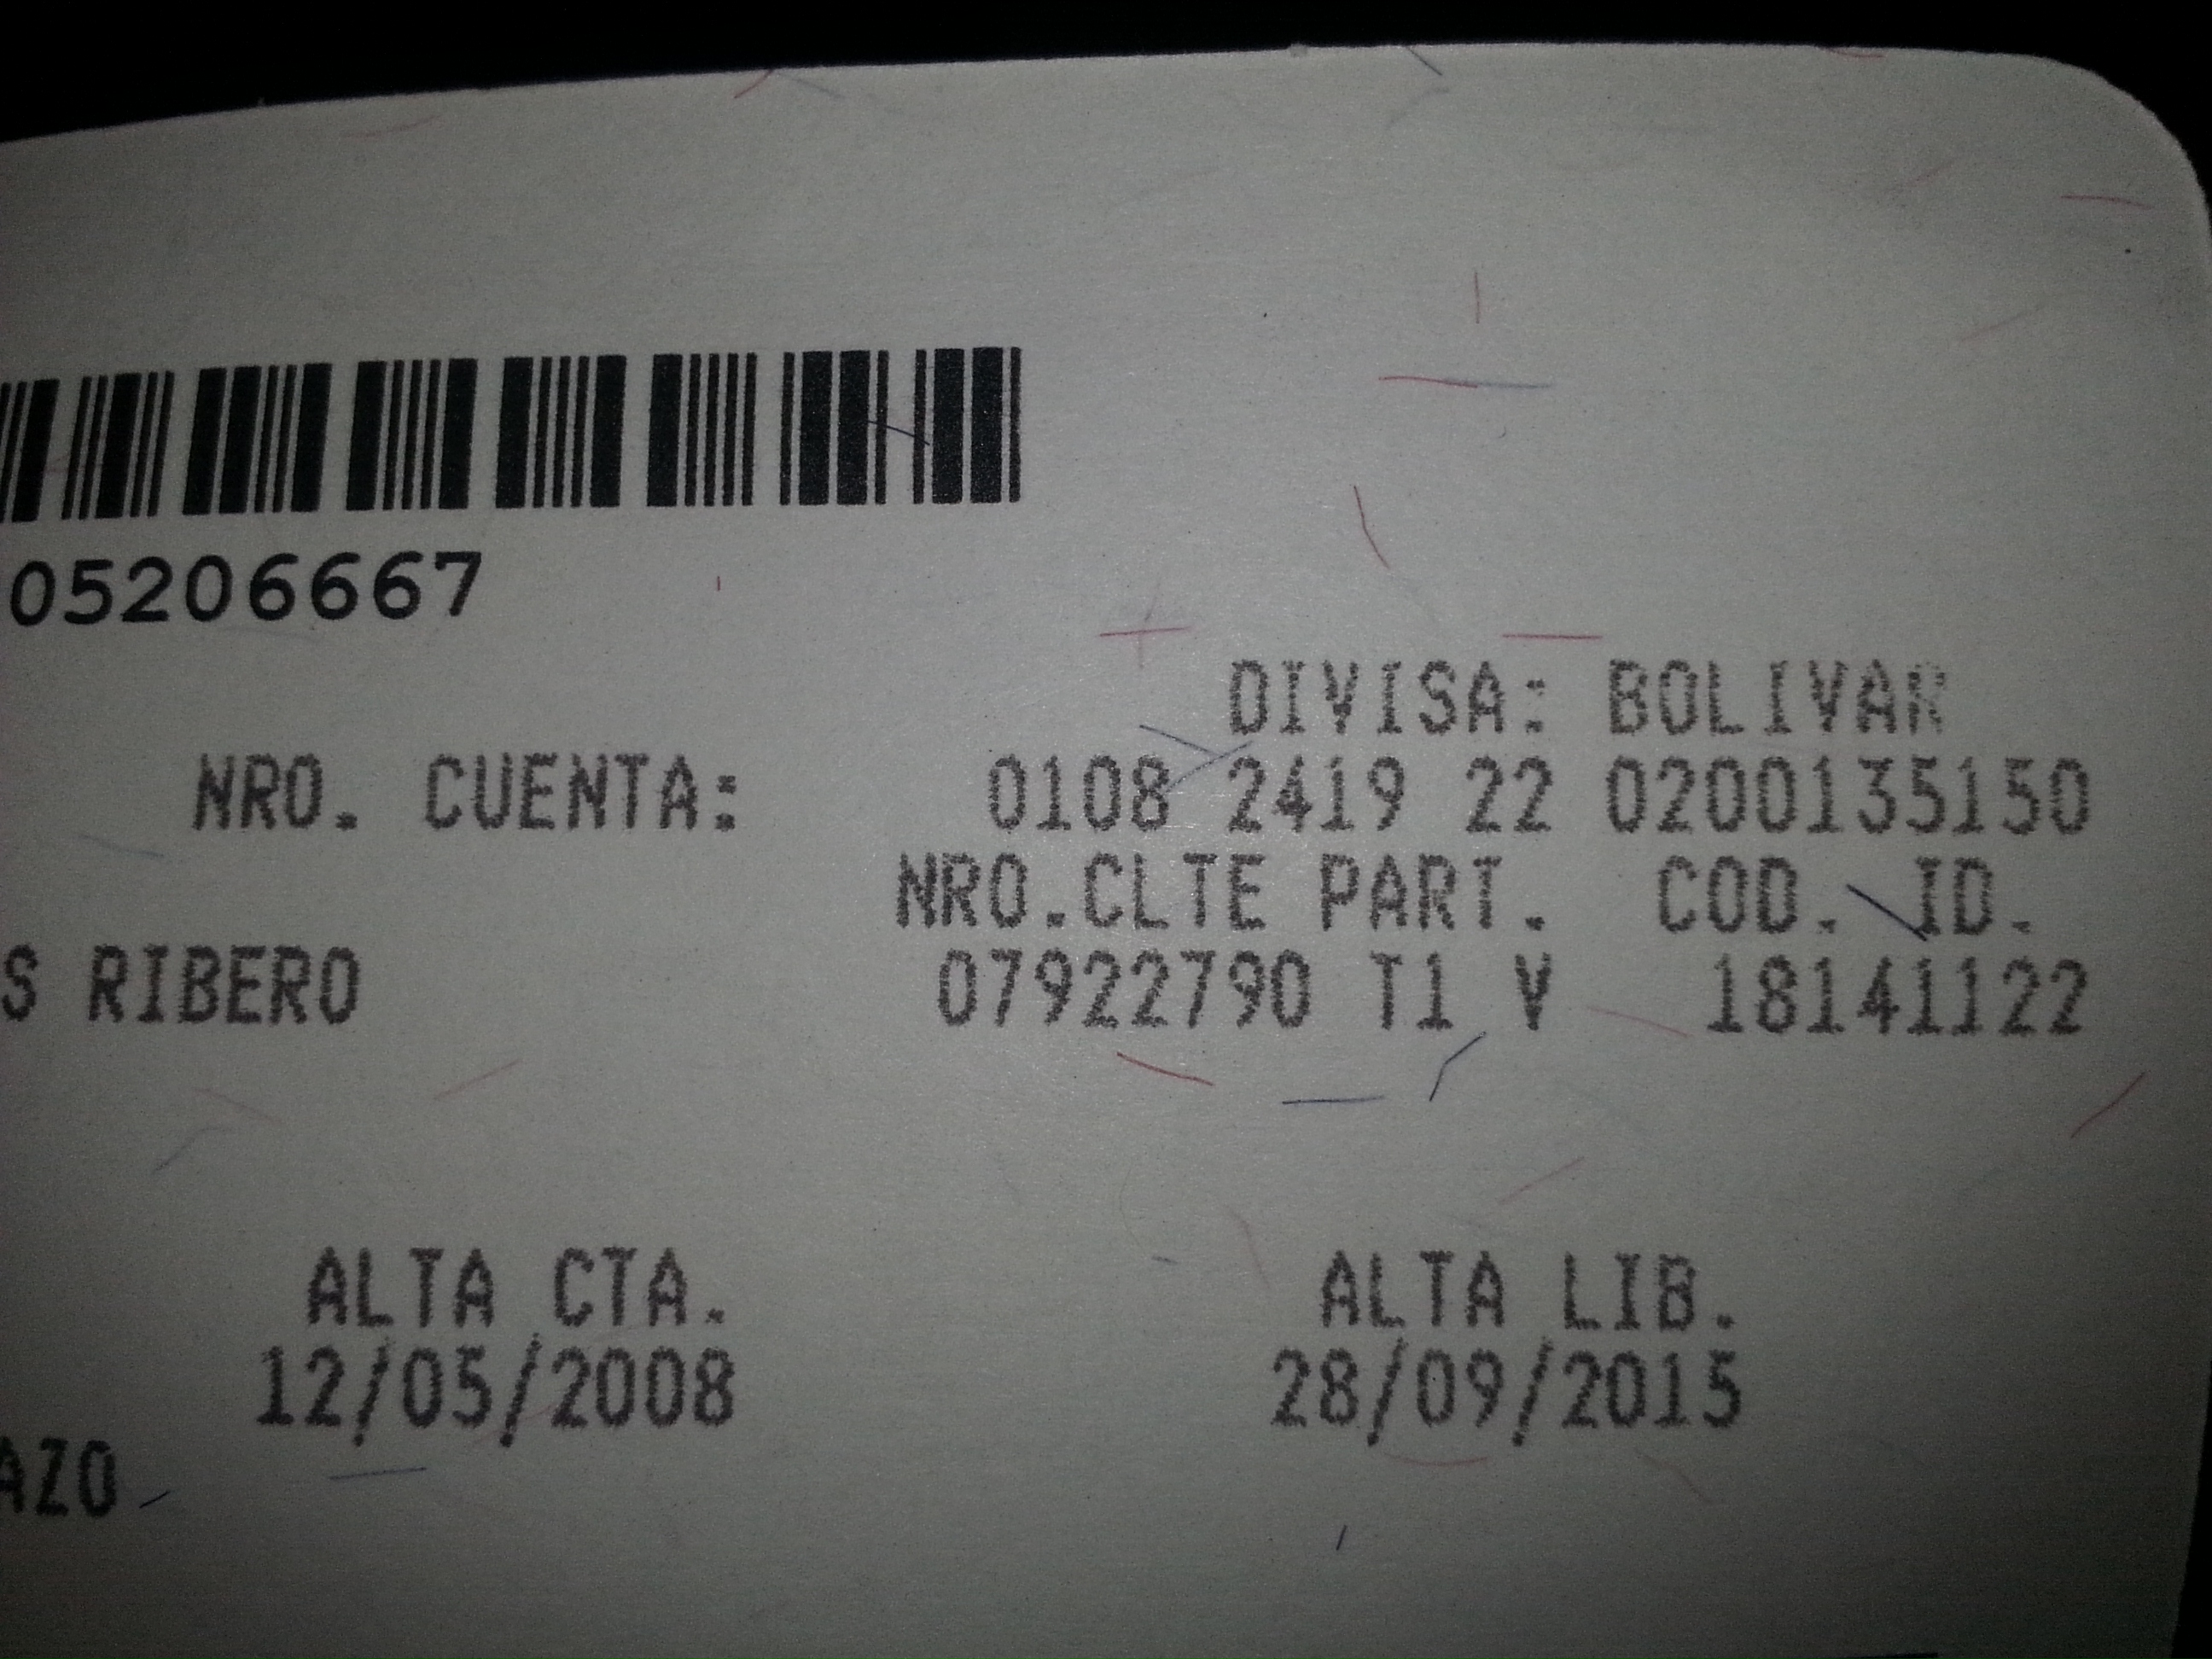 05206667
DIVISA: BOLIVAR
NRO. CUENTA: 0108 2419 22 0200135150
NRO.CLTE PART. COD. ID.
S RIBERO 07922790 T1 V 18141122
ALTA CTA. ALTA LIB.
12/05/2008 28/09/2015
AZO